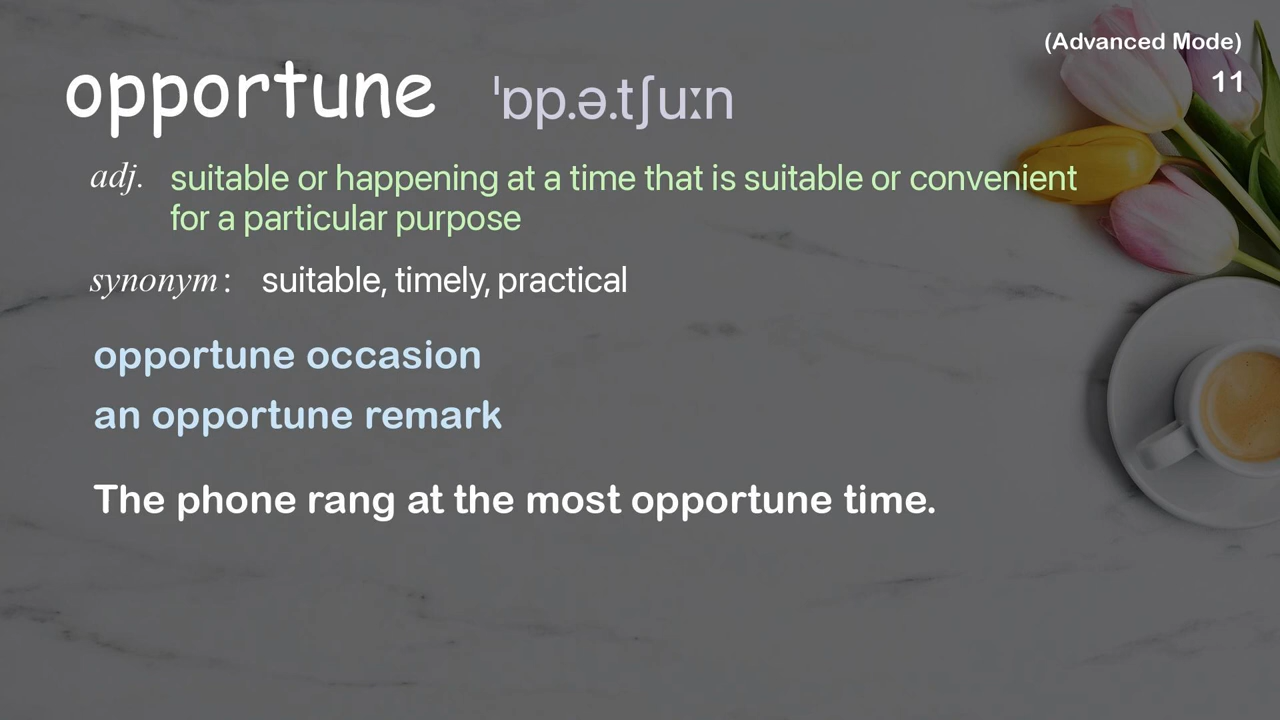 (Advanced Mode)
11
opportune ˈɒp.ə.tʃuːn
adj. suitable or happening at a time that is suitable or convenient
for a particular purpose
synonym: suitable, timely, practical
opportune occasion
an opportune remark
The phone rang at the most opportune time.